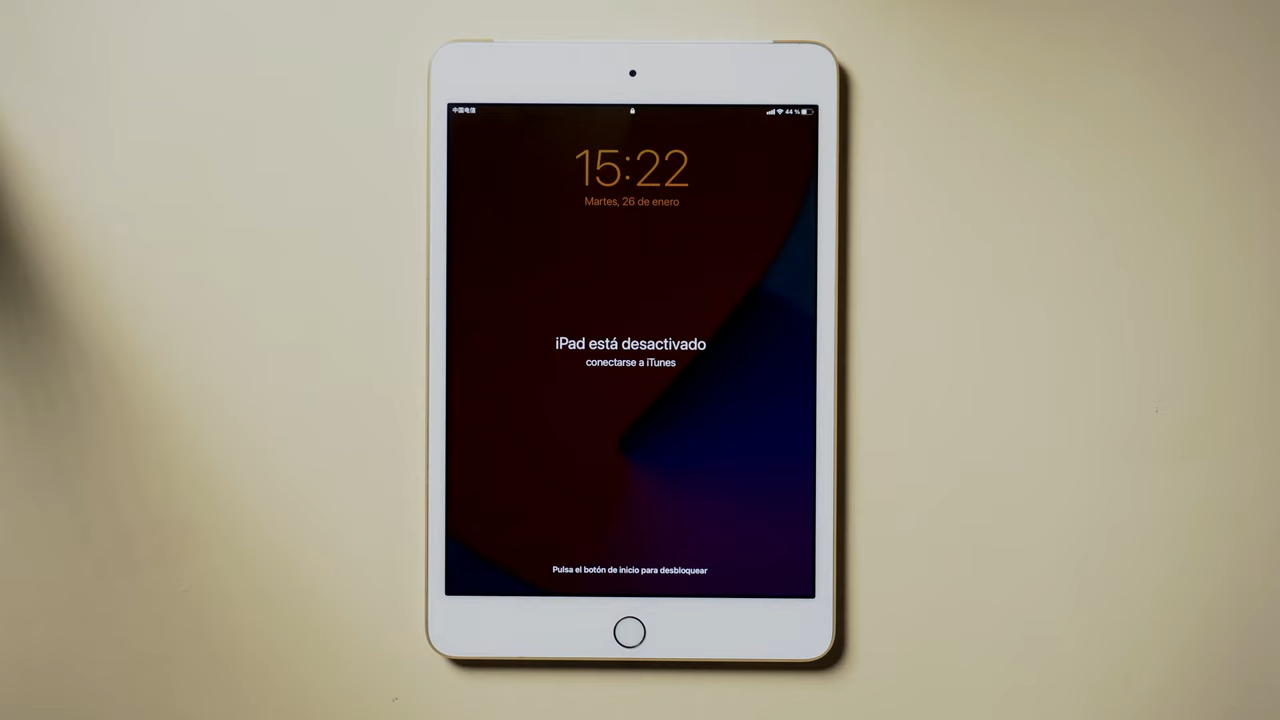 中国电信
44 %
15:22
Martes, 26 de enero
iPad está desactivado
conectarse a iTunes
Pulsa el botón de inicio para desbloquear